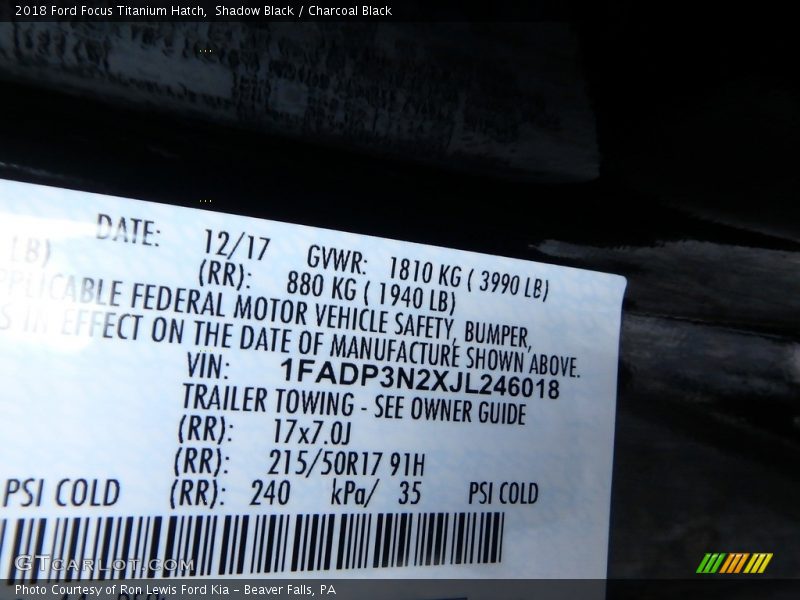 2018 Ford Focus Titanium Hatch, Shadow Black / Charcoal Black
DATE: 12/17 GVWR: 1810 KG ( 3990 LB)
LB) (RR): 880 KG ( 1940 LB)
PPLICABLE FEDERAL MOTOR VEHICLE SAFETY, BUMPER,
S IN EFFECT ON THE DATE OF MANUFACTURE SHOWN ABOVE.
VIN: 1FADP3N2XJL246018
TRAILER TOWING - SEE OWNER GUIDE
(RR): 17x7.0J
(RR): 215/50R17 91H
PSI COLD (RR): 240 kPa/ 35 PSI COLD
GTCarLot.com
Photo Courtesy of Ron Lewis Ford Kia - Beaver Falls, PA